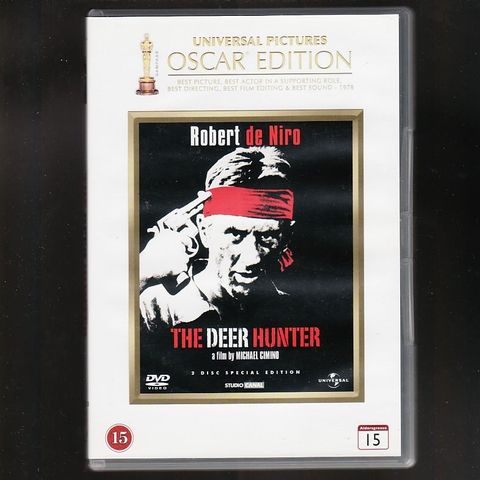 UNIVERSAL PICTURES
OSCAR® EDITION
BEST PICTURE, BEST ACTOR IN A SUPPORTING ROLE,
BEST DIRECTING, BEST FILM EDITING & BEST SOUND - 1978
Robert de Niro
THE DEER HUNTER
a film by MICHAEL CIMINO
2 DISC SPECIAL EDITION
DVD
VIDEO
STUDIO CANAL
UNIVERSAL
15
Aldersgrense
15